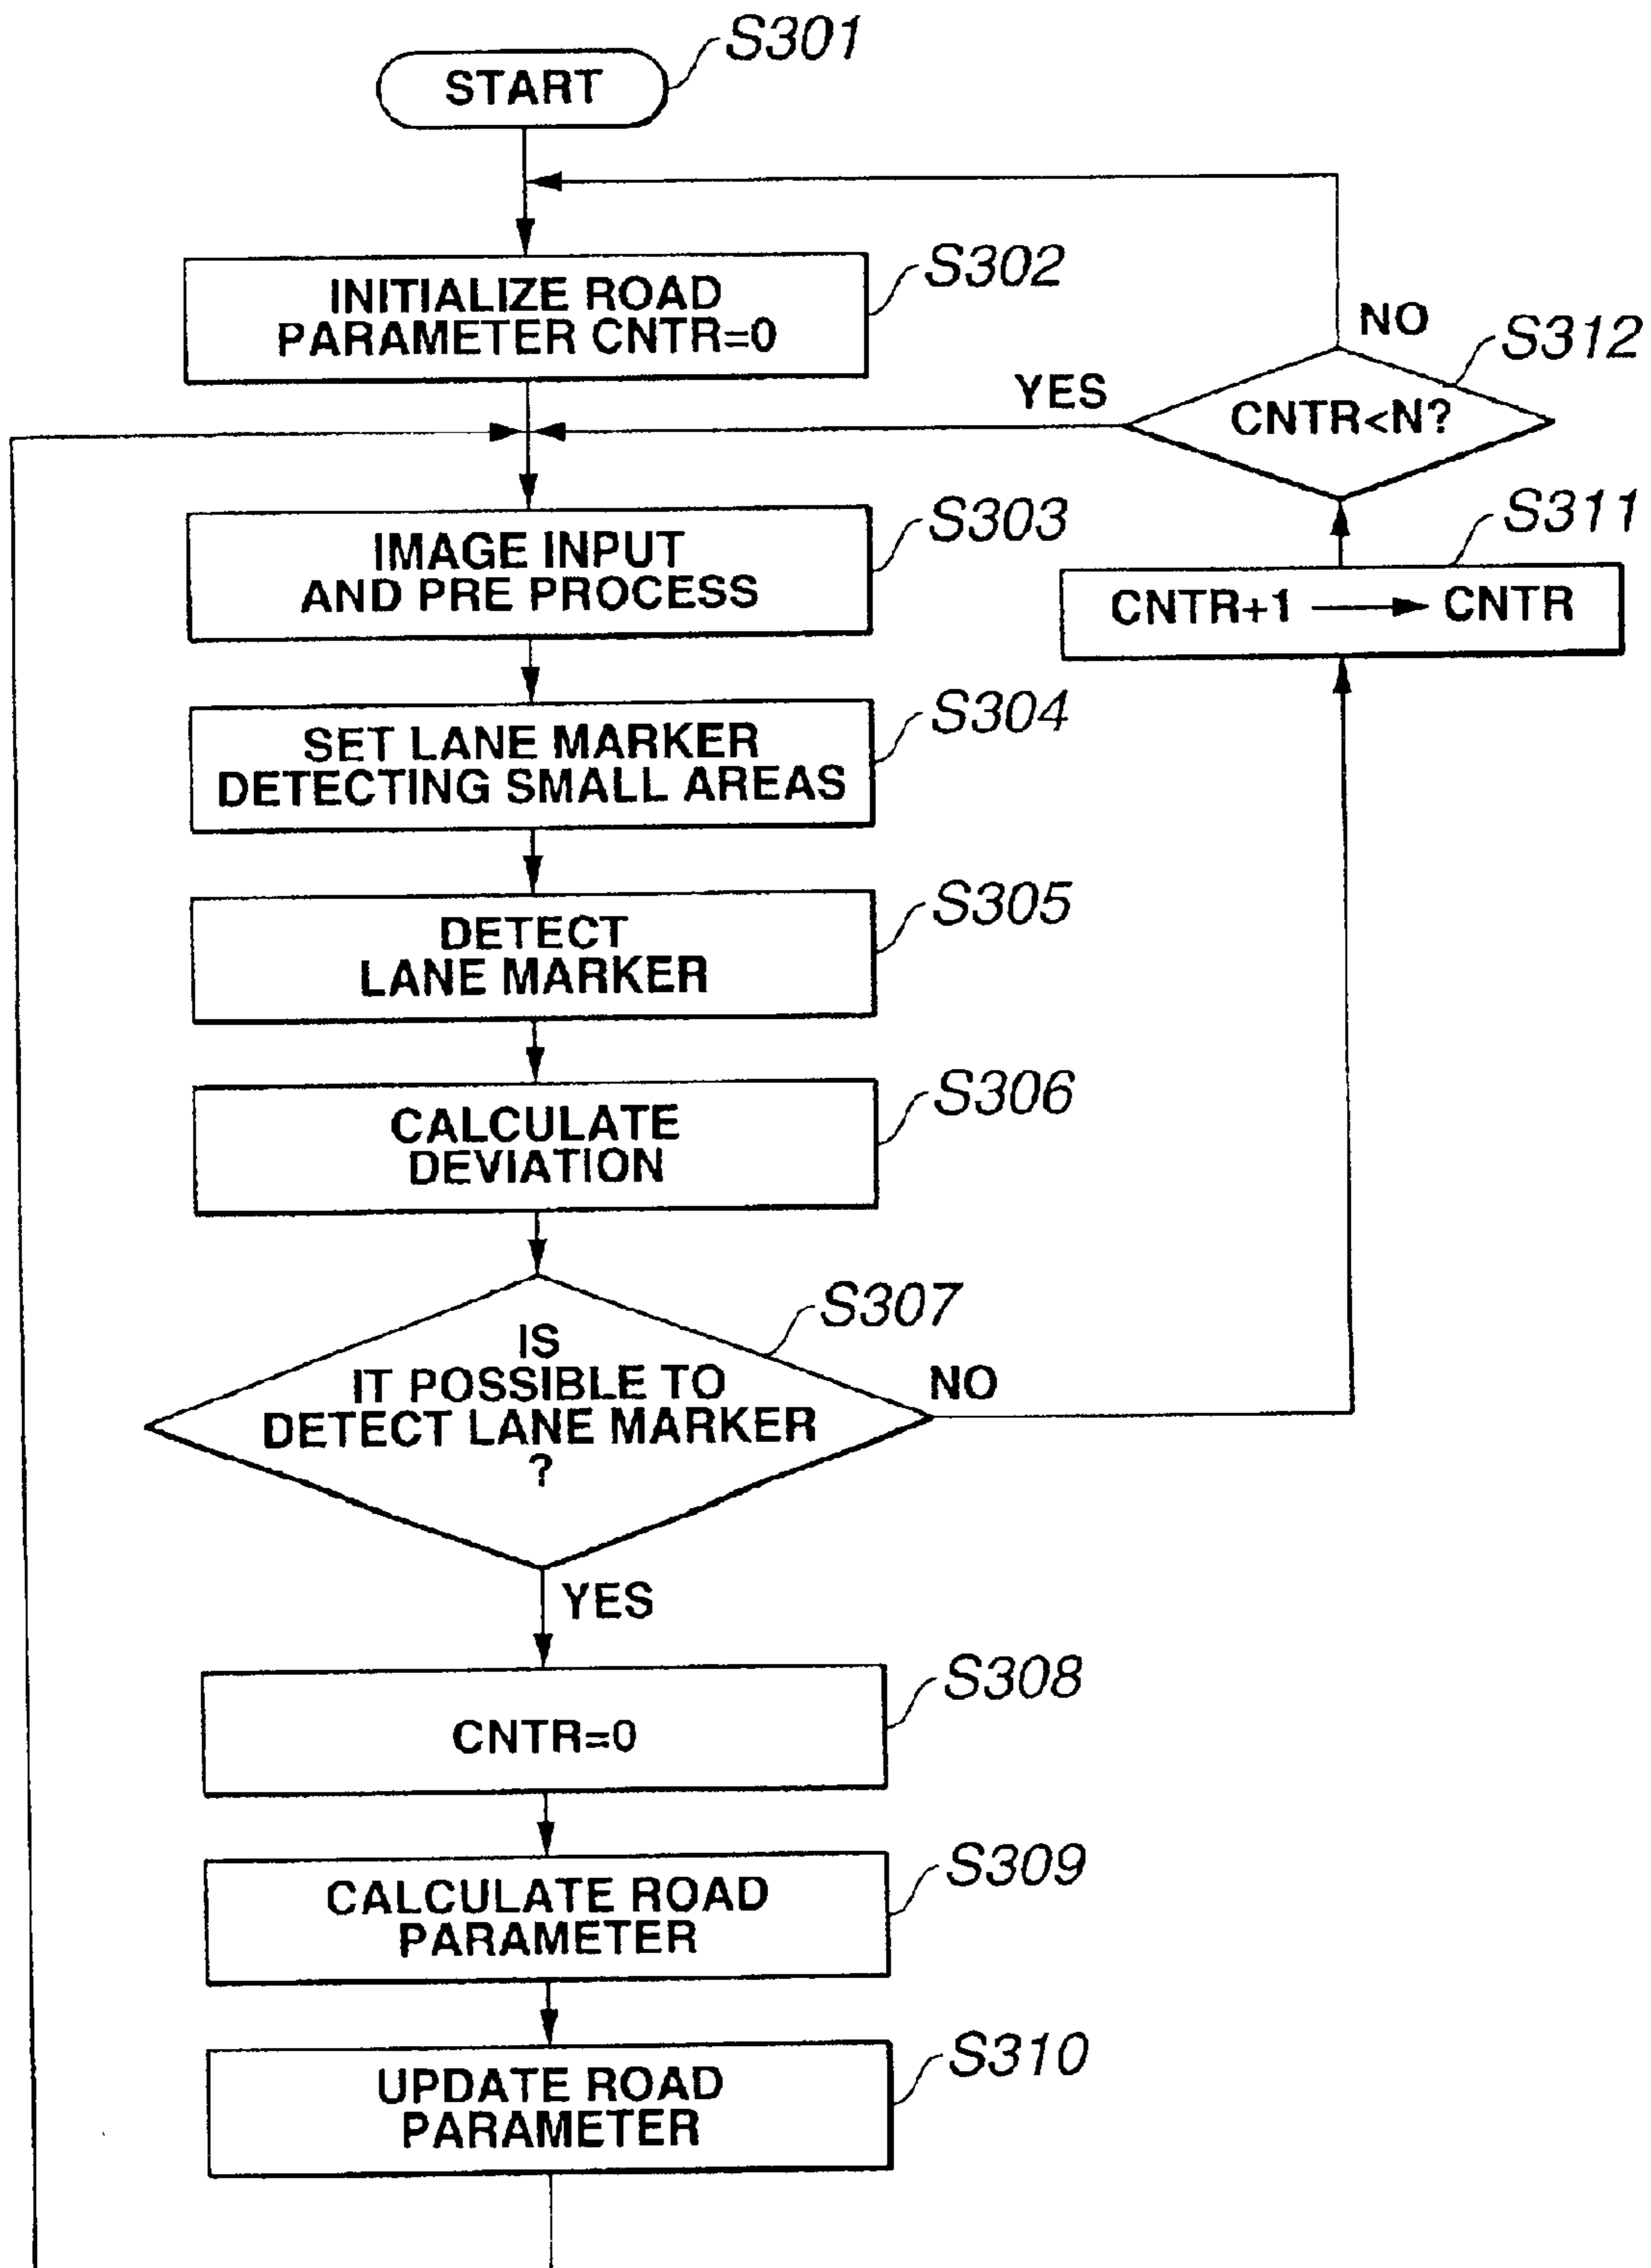 S301
START
S302
INITIALIZE ROAD
PARAMETER CNTR=0
NO
S312
YES
CNTR<N?
S303
IMAGE INPUT
AND PRE PROCESS
S311
CNTR+1 → CNTR
S304
SET LANE MARKER
DETECTING SMALL AREAS
S305
DETECT
LANE MARKER
S306
CALCULATE
DEVIATION
S307
IS
IT POSSIBLE TO
DETECT LANE MARKER
?
NO
YES
S308
CNTR=0
S309
CALCULATE ROAD
PARAMETER
S310
UPDATE ROAD
PARAMETER